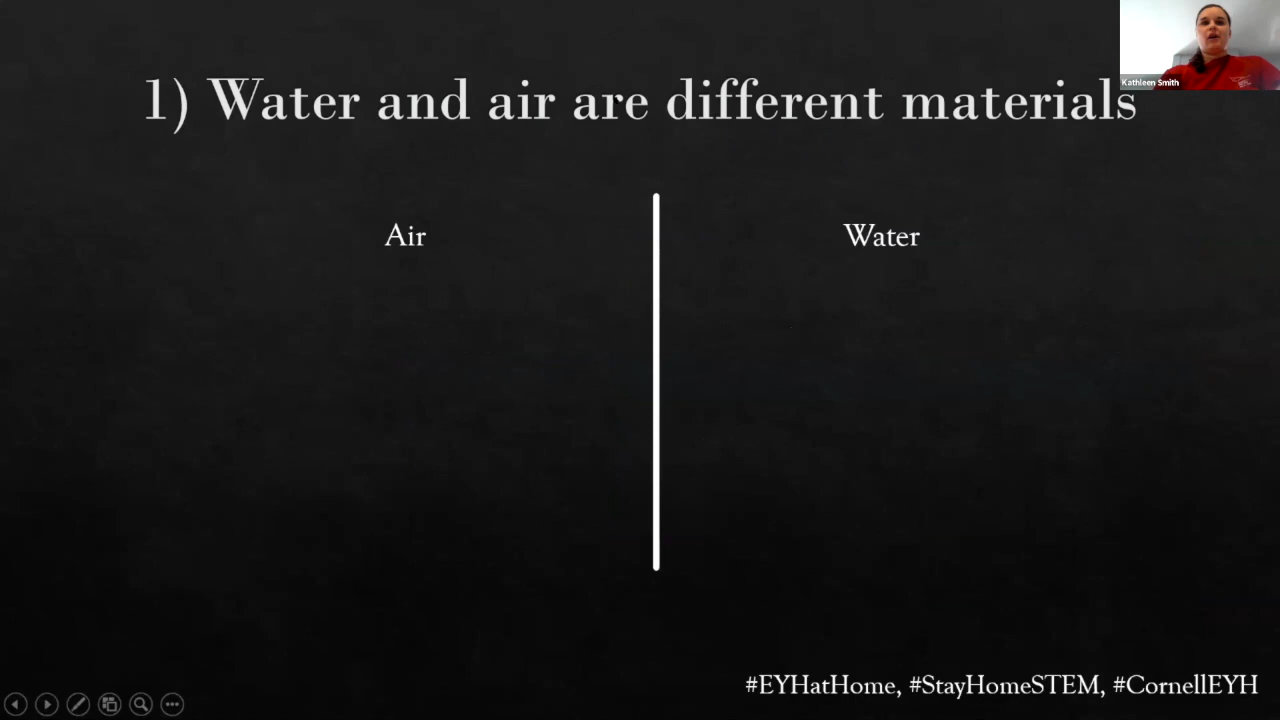 Kathleen Smith
1) Water and air are different materials
Air
Water
#EYHatHome, #StayHomeSTEM, #CornellEYH